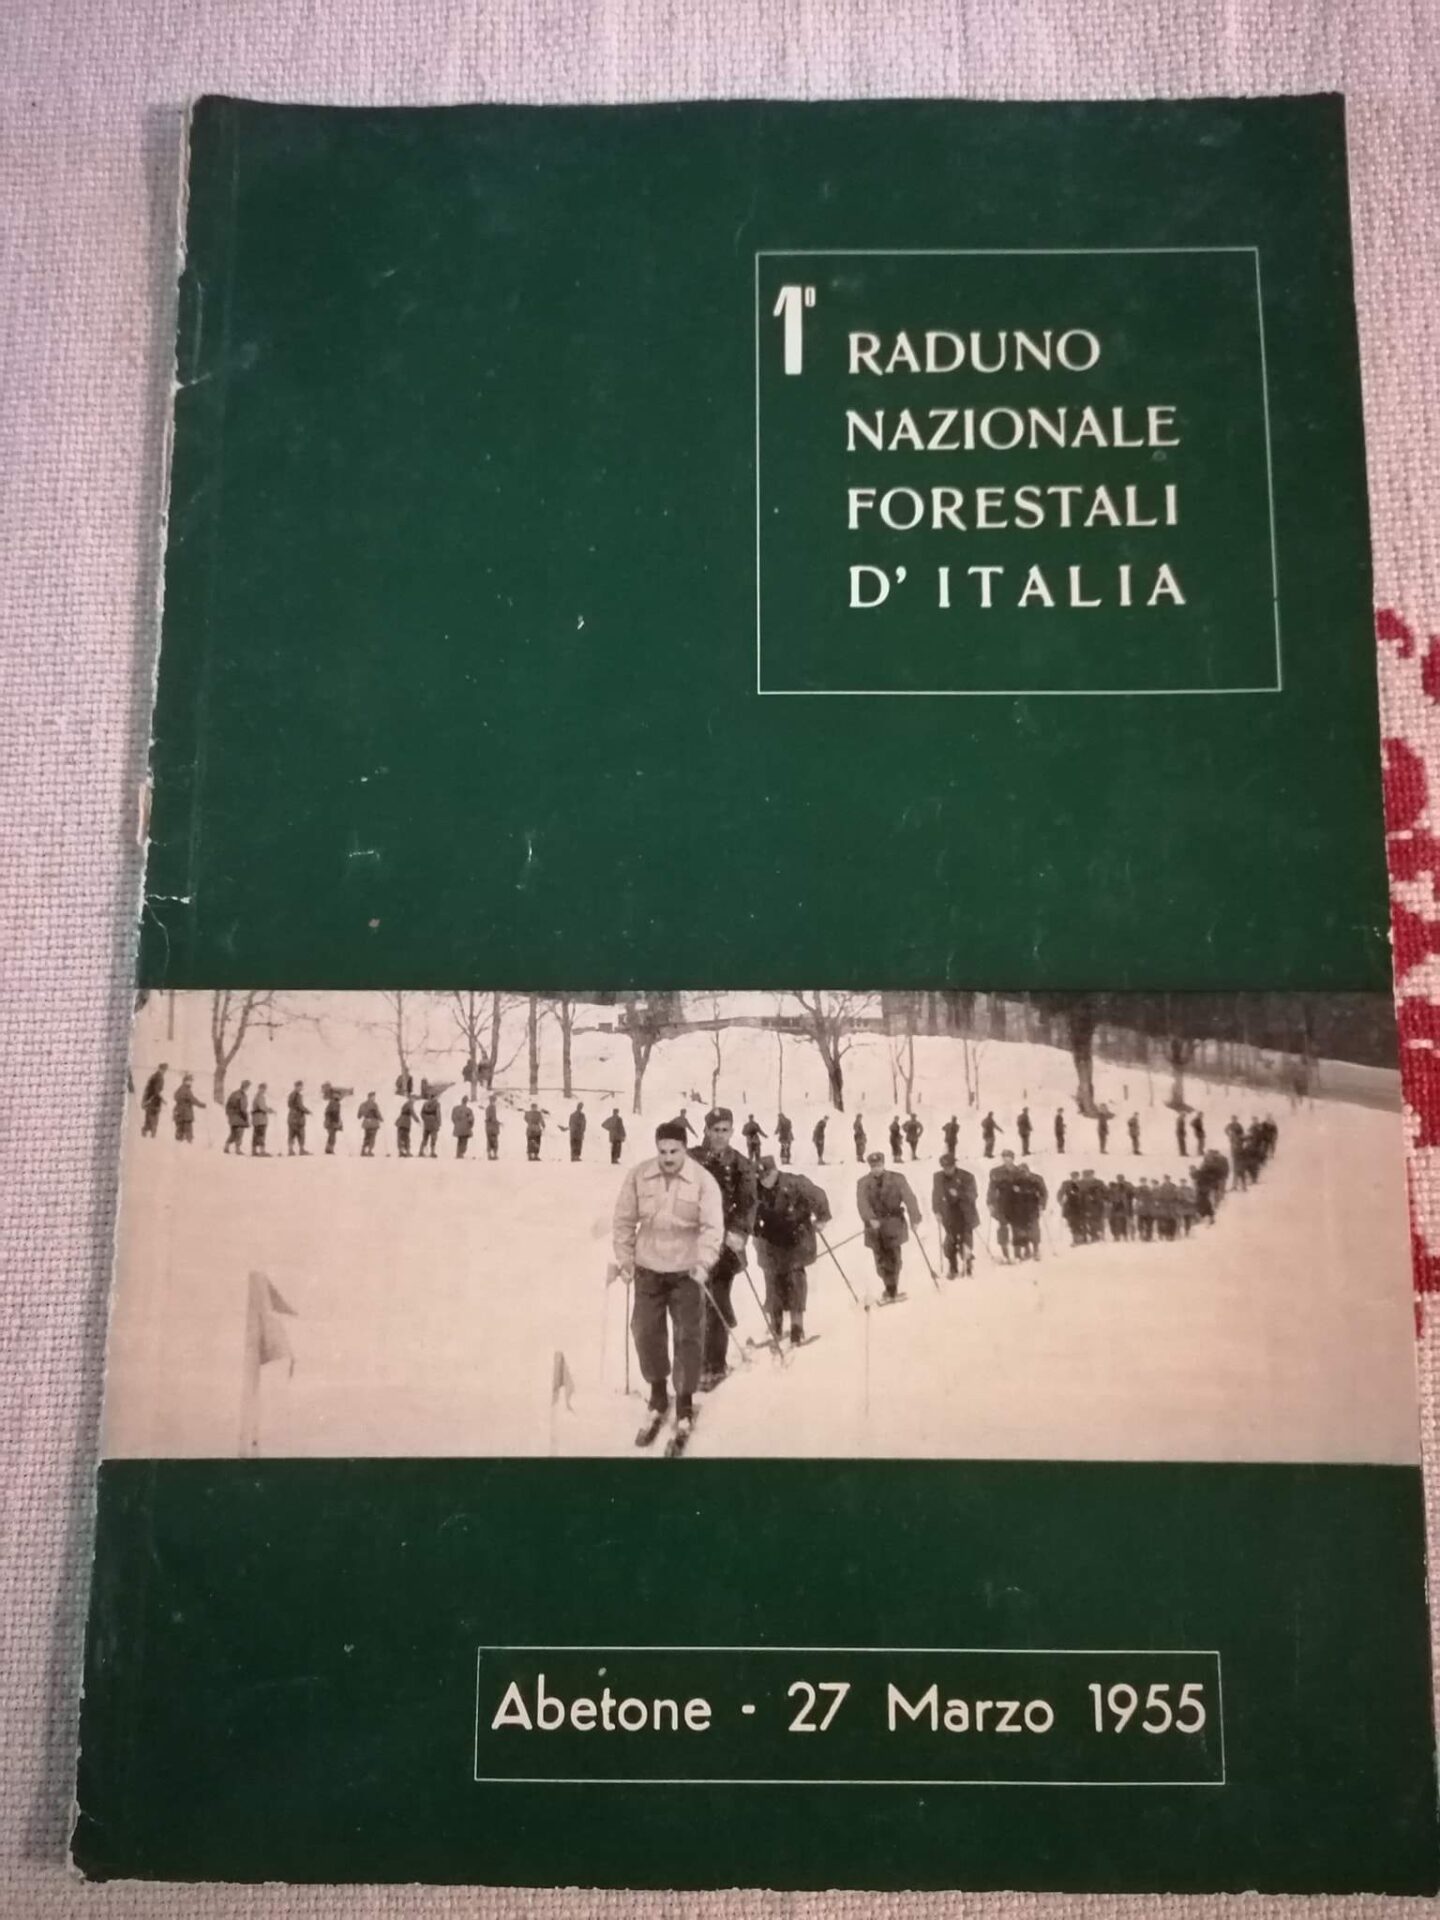 1°
RADUNO
NAZIONALE
FORESTALI
D' ITALIA
Abetone - 27 Marzo 1955